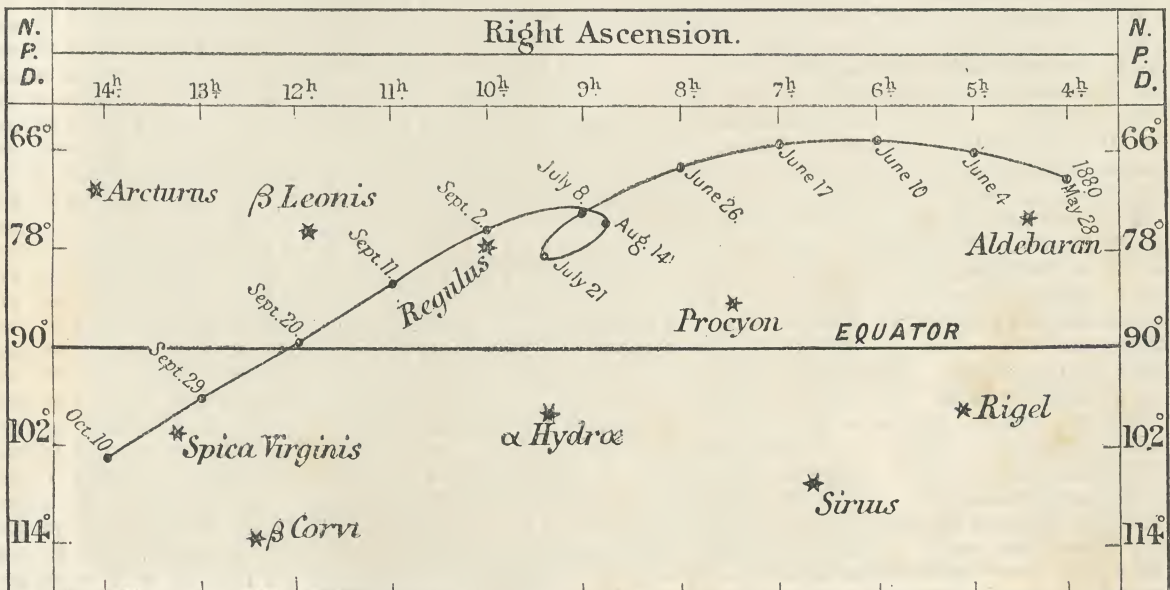 Right Ascension.
N.
P.
D.
N.
P.
D.
14ʰ 13ʰ 12ʰ 11ʰ 10ʰ 9ʰ 8ʰ 7ʰ 6ʰ 5ʰ 4ʰ
66° 66°
July 8.
June 26.
June 17
June 10
June 4
1880
May 28
Arcturus
β Leonis
Sept. 2.
Aug. 14
Aldebaran
78° 78°
Sept. 11.
Regulus
July 21
Sept. 20.
Procyon
90° EQUATOR 90°
Sept. 29
Oct. 10
Spica Virginis
α Hydræ
Rigel
102° 102°
Sirius
β Corvi
114° 114°